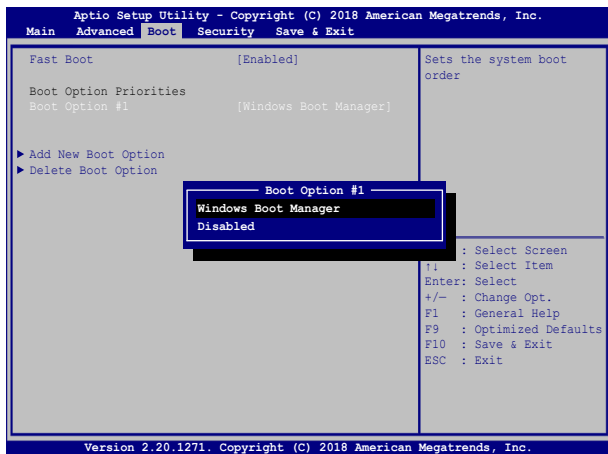 Aptio Setup Utility - Copyright (C) 2018 American Megatrends, Inc.
Main Advanced Boot Security Save & Exit
Fast Boot [Enabled]
Boot Option Priorities
Boot Option #1 [Windows Boot Manager]
▶ Add New Boot Option
▶ Delete Boot Option
Boot Option #1
Windows Boot Manager
Disabled
Sets the system boot
order
: Select Screen
↑↓ : Select Item
Enter: Select
+/— : Change Opt.
F1 : General Help
F9 : Optimized Defaults
F10 : Save & Exit
ESC : Exit
Version 2.20.1271. Copyright (C) 2018 American Megatrends, Inc.